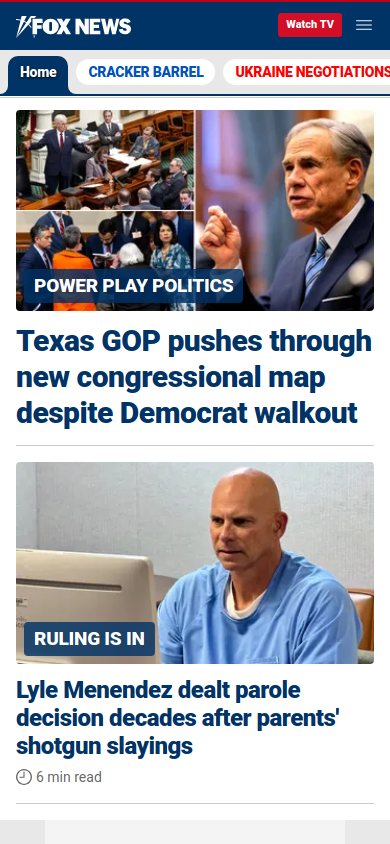 FOX NEWS
Watch TV
Home
CRACKER BARREL
UKRAINE NEGOTIATIONS
POWER PLAY POLITICS
Texas GOP pushes through
new congressional map
despite Democrat walkout
RULING IS IN
Lyle Menendez dealt parole
decision decades after parents'
shotgun slayings
6 min read